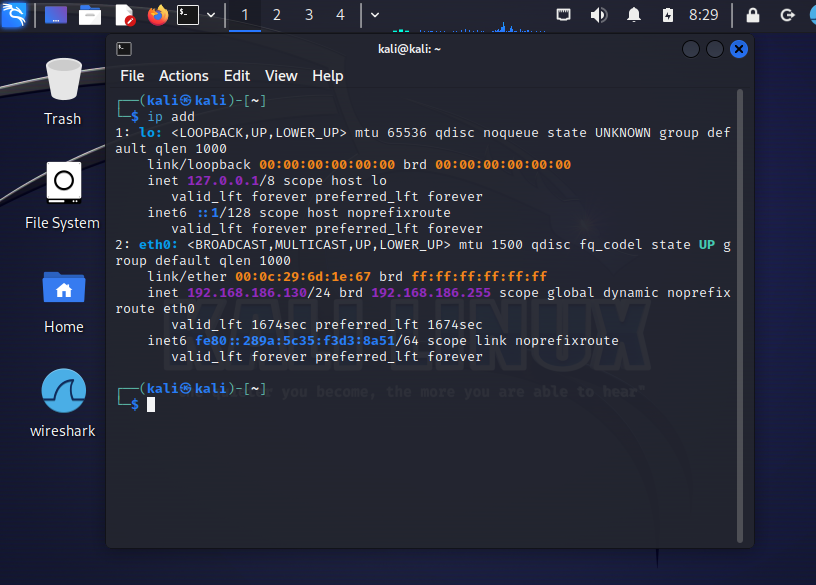 1 2 3 4
8:29
kali@kali: ~
File Actions Edit View Help
Trash
File System
Home
wireshark
┌──(kali㉿kali)-[~]
└─$ ip add
1: lo: <LOOPBACK,UP,LOWER_UP> mtu 65536 qdisc noqueue state UNKNOWN group def
ault qlen 1000
link/loopback 00:00:00:00:00:00 brd 00:00:00:00:00:00
inet 127.0.0.1/8 scope host lo
valid_lft forever preferred_lft forever
inet6 ::1/128 scope host noprefixroute
valid_lft forever preferred_lft forever
2: eth0: <BROADCAST,MULTICAST,UP,LOWER_UP> mtu 1500 qdisc fq_codel state UP g
roup default qlen 1000
link/ether 00:0c:29:6d:1e:67 brd ff:ff:ff:ff:ff:ff
inet 192.168.186.130/24 brd 192.168.186.255 scope global dynamic noprefix
route eth0
valid_lft 1674sec preferred_lft 1674sec
inet6 fe80::289a:5c35:f3d3:8a51/64 scope link noprefixroute
valid_lft forever preferred_lft forever
KALI LINUX
┌──(kali㉿kali)-[~]
you become, the more you are able to hear"
└─$